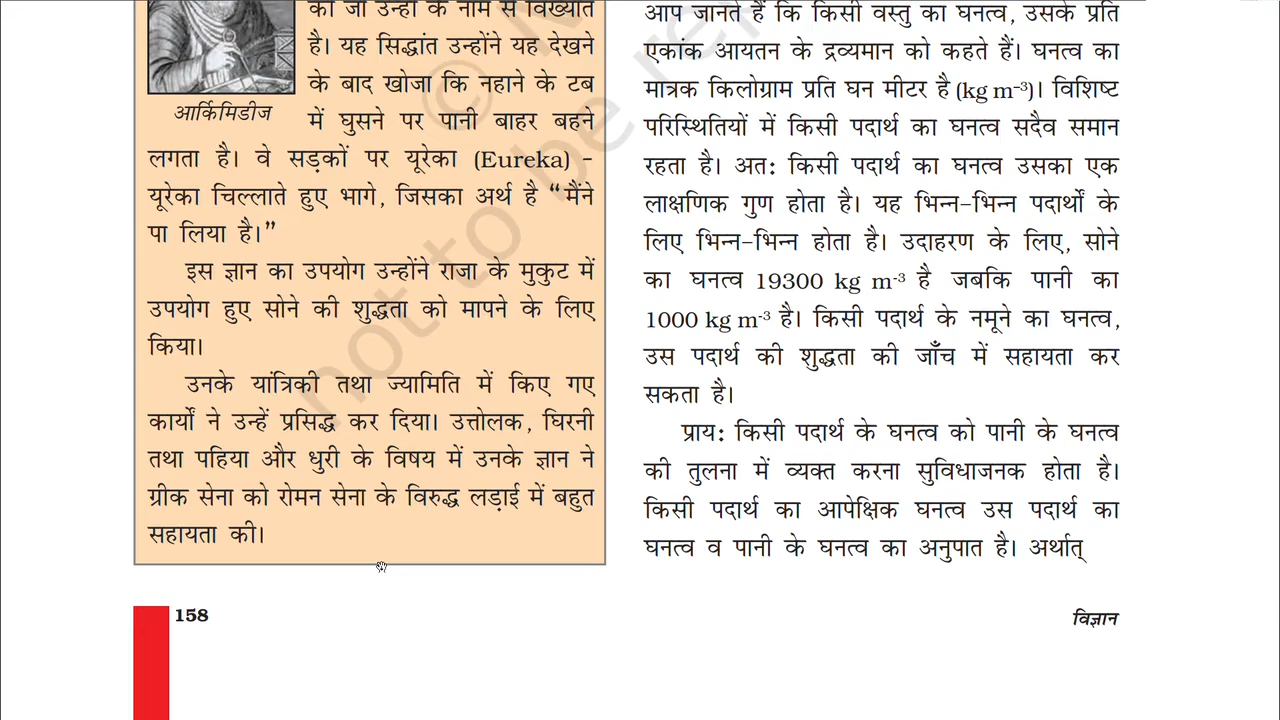 की जो उन्हीं के नाम से विख्यात
है। यह सिद्धांत उन्होंने यह देखने
के बाद खोजा कि नहाने के टब
में घुसने पर पानी बाहर बहने
लगता है। वे सड़कों पर यूरेका (Eureka) -
यूरेका चिल्लाते हुए भागे, जिसका अर्थ है “मैंने
पा लिया है।”
इस ज्ञान का उपयोग उन्होंने राजा के मुकुट में
उपयोग हुए सोने की शुद्धता को मापने के लिए
किया।
उनके यांत्रिकी तथा ज्यामिति में किए गए
कार्यों ने उन्हें प्रसिद्ध कर दिया। उत्तोलक, घिरनी
तथा पहिया और धुरी के विषय में उनके ज्ञान ने
ग्रीक सेना को रोमन सेना के विरुद्ध लड़ाई में बहुत
सहायता की।
आर्किमिडीज
आप जानते हैं कि किसी वस्तु का घनत्व, उसके प्रति
एकांक आयतन के द्रव्यमान को कहते हैं। घनत्व का
मात्रक किलोग्राम प्रति घन मीटर है (kg m⁻³)। विशिष्ट
परिस्थितियों में किसी पदार्थ का घनत्व सदैव समान
रहता है। अत: किसी पदार्थ का घनत्व उसका एक
लाक्षणिक गुण होता है। यह भिन्न-भिन्न पदार्थों के
लिए भिन्न-भिन्न होता है। उदाहरण के लिए, सोने
का घनत्व 19300 kg m⁻³ है जबकि पानी का
1000 kg m⁻³ है। किसी पदार्थ के नमूने का घनत्व,
उस पदार्थ की शुद्धता की जाँच में सहायता कर
सकता है।
प्राय: किसी पदार्थ के घनत्व को पानी के घनत्व
की तुलना में व्यक्त करना सुविधाजनक होता है।
किसी पदार्थ का आपेक्षिक घनत्व उस पदार्थ का
घनत्व व पानी के घनत्व का अनुपात है। अर्थात्
158
विज्ञान
© N
not to be re